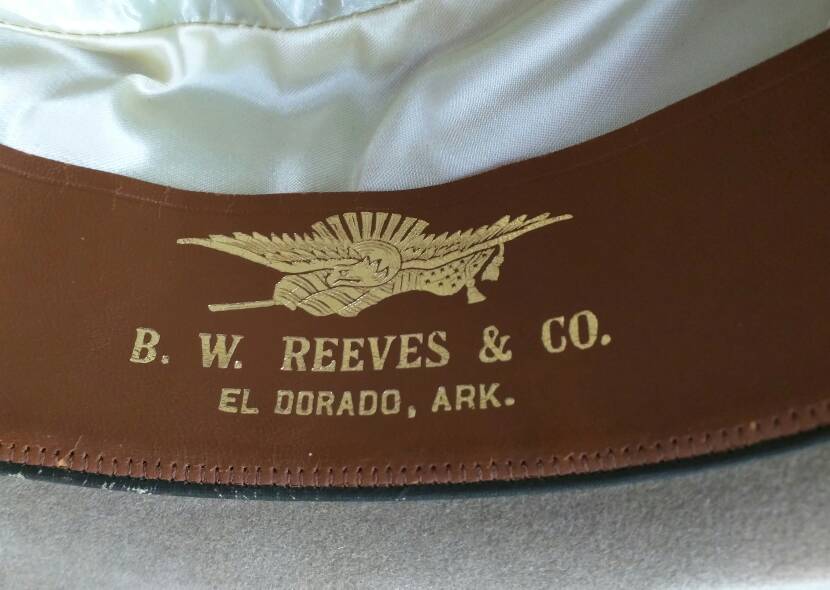 B. W. REEVES & CO.
EL DORADO, ARK.